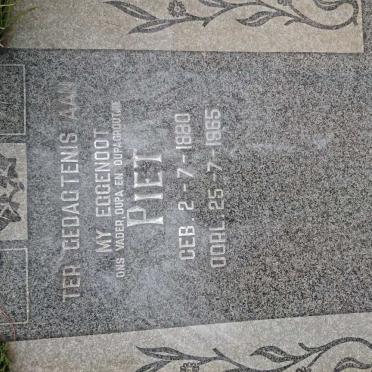 TER GEDAGTENIS AAN
MY EGGENOOT
ONS VADER, OUPA EN OUPAGROOTJIE
PIET
GEB. 2-7-1880
OORL. 25-7-1965